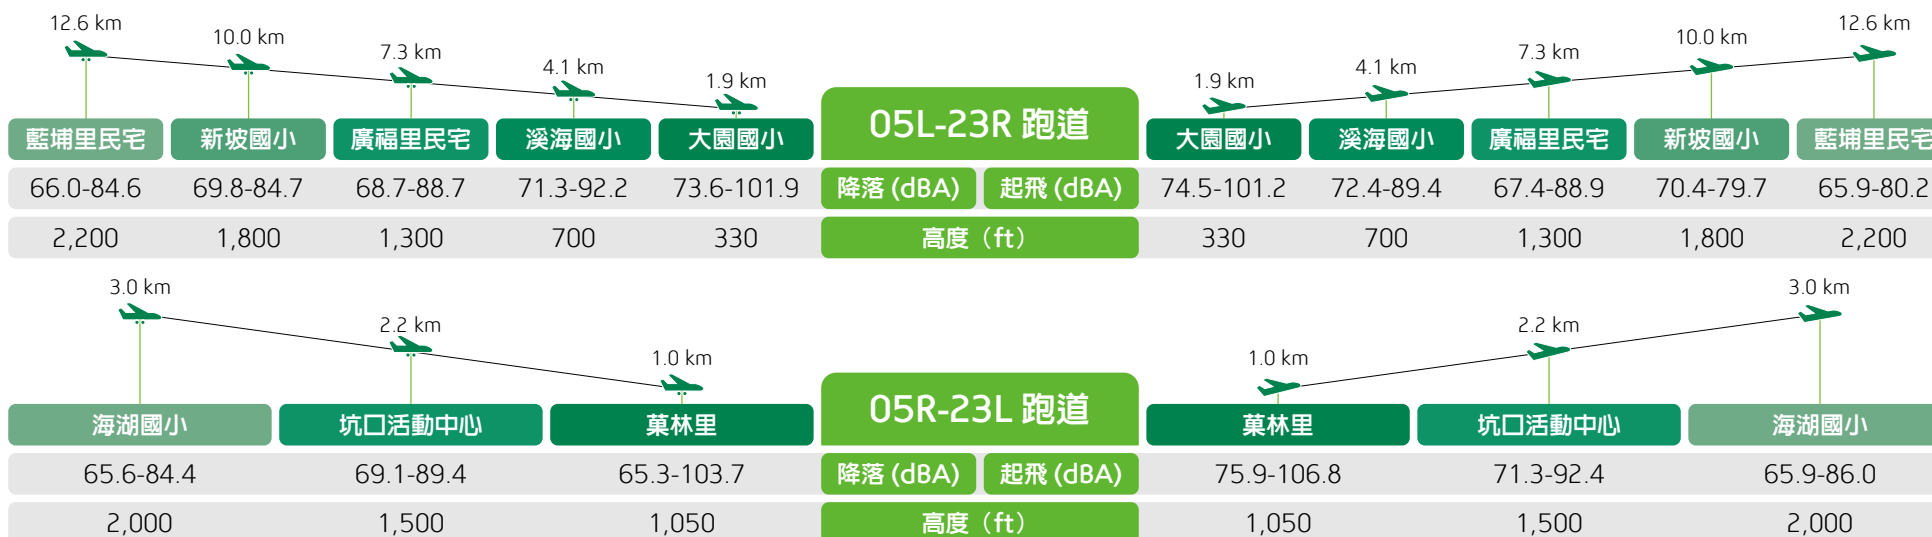 12.6 km 10.0 km 7.3 km 4.1 km 1.9 km 1.9 km 4.1 km 7.3 km 10.0 km 12.6 km
藍埔里民宅 新坡國小 廣福里民宅 溪海國小 大園國小 05L-23R 跑道 大園國小 溪海國小 廣福里民宅 新坡國小 藍埔里民宅
66.0-84.6 69.8-84.7 68.7-88.7 71.3-92.2 73.6-101.9 降落 (dBA) 起飛 (dBA) 74.5-101.2 72.4-89.4 67.4-88.9 70.4-79.7 65.9-80.2
2,200 1,800 1,300 700 330 高度（ft） 330 700 1,300 1,800 2,200
3.0 km 2.2 km 1.0 km 1.0 km 2.2 km 3.0 km
海湖國小 坑口活動中心 菓林里 05R-23L 跑道 菓林里 坑口活動中心 海湖國小
65.6-84.4 69.1-89.4 65.3-103.7 降落 (dBA) 起飛 (dBA) 75.9-106.8 71.3-92.4 65.9-86.0
2,000 1,500 1,050 高度（ft） 1,050 1,500 2,000